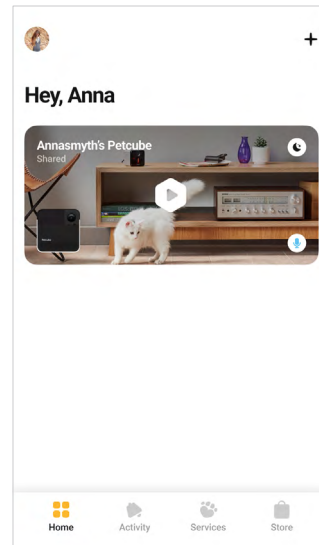 Hey, Anna
Annasmyth's Petcube
Shared
Home
Activity
Services
Store